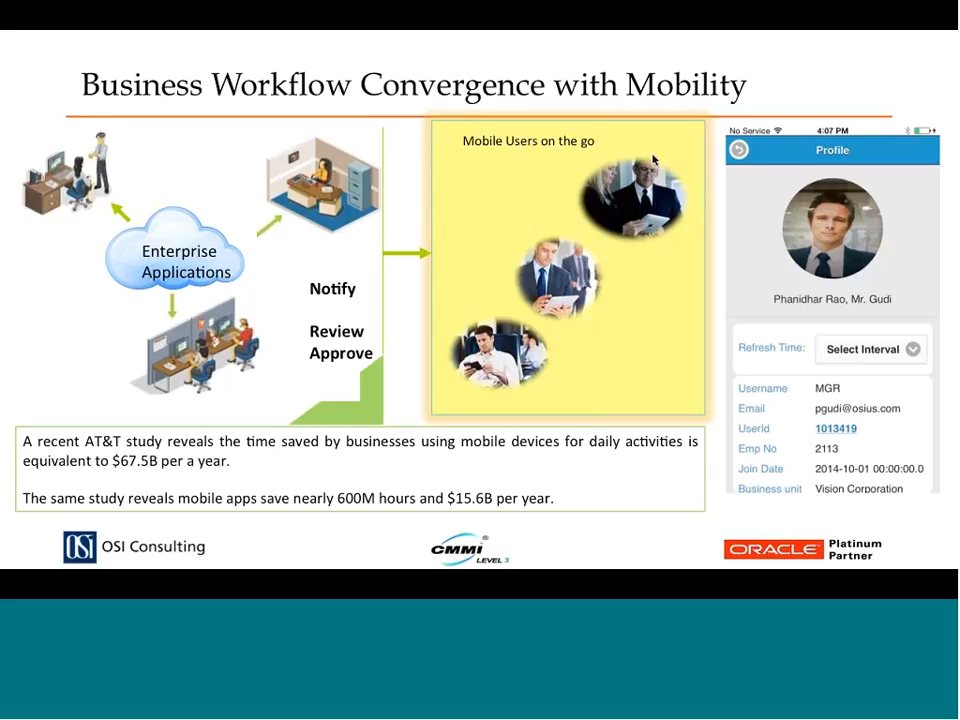 Business Workflow Convergence with Mobility
Enterprise
Applications
Notify
Review
Approve
Mobile Users on the go
No Service 4:07 PM
Profile
Phanidhar Rao, Mr. Gudi
Refresh Time: Select Interval
Username MGR
Email pgudi@osius.com
UserId 1013419
Emp No 2113
Join Date 2014-10-01 00:00:00.0
Business unit Vision Corporation
A recent AT&T study reveals the time saved by businesses using mobile devices for daily activities is
equivalent to $67.5B per a year.
The same study reveals mobile apps save nearly 600M hours and $15.6B per year.
OSI OSI Consulting
CMMI®
LEVEL 3
ORACLE® Platinum
Partner